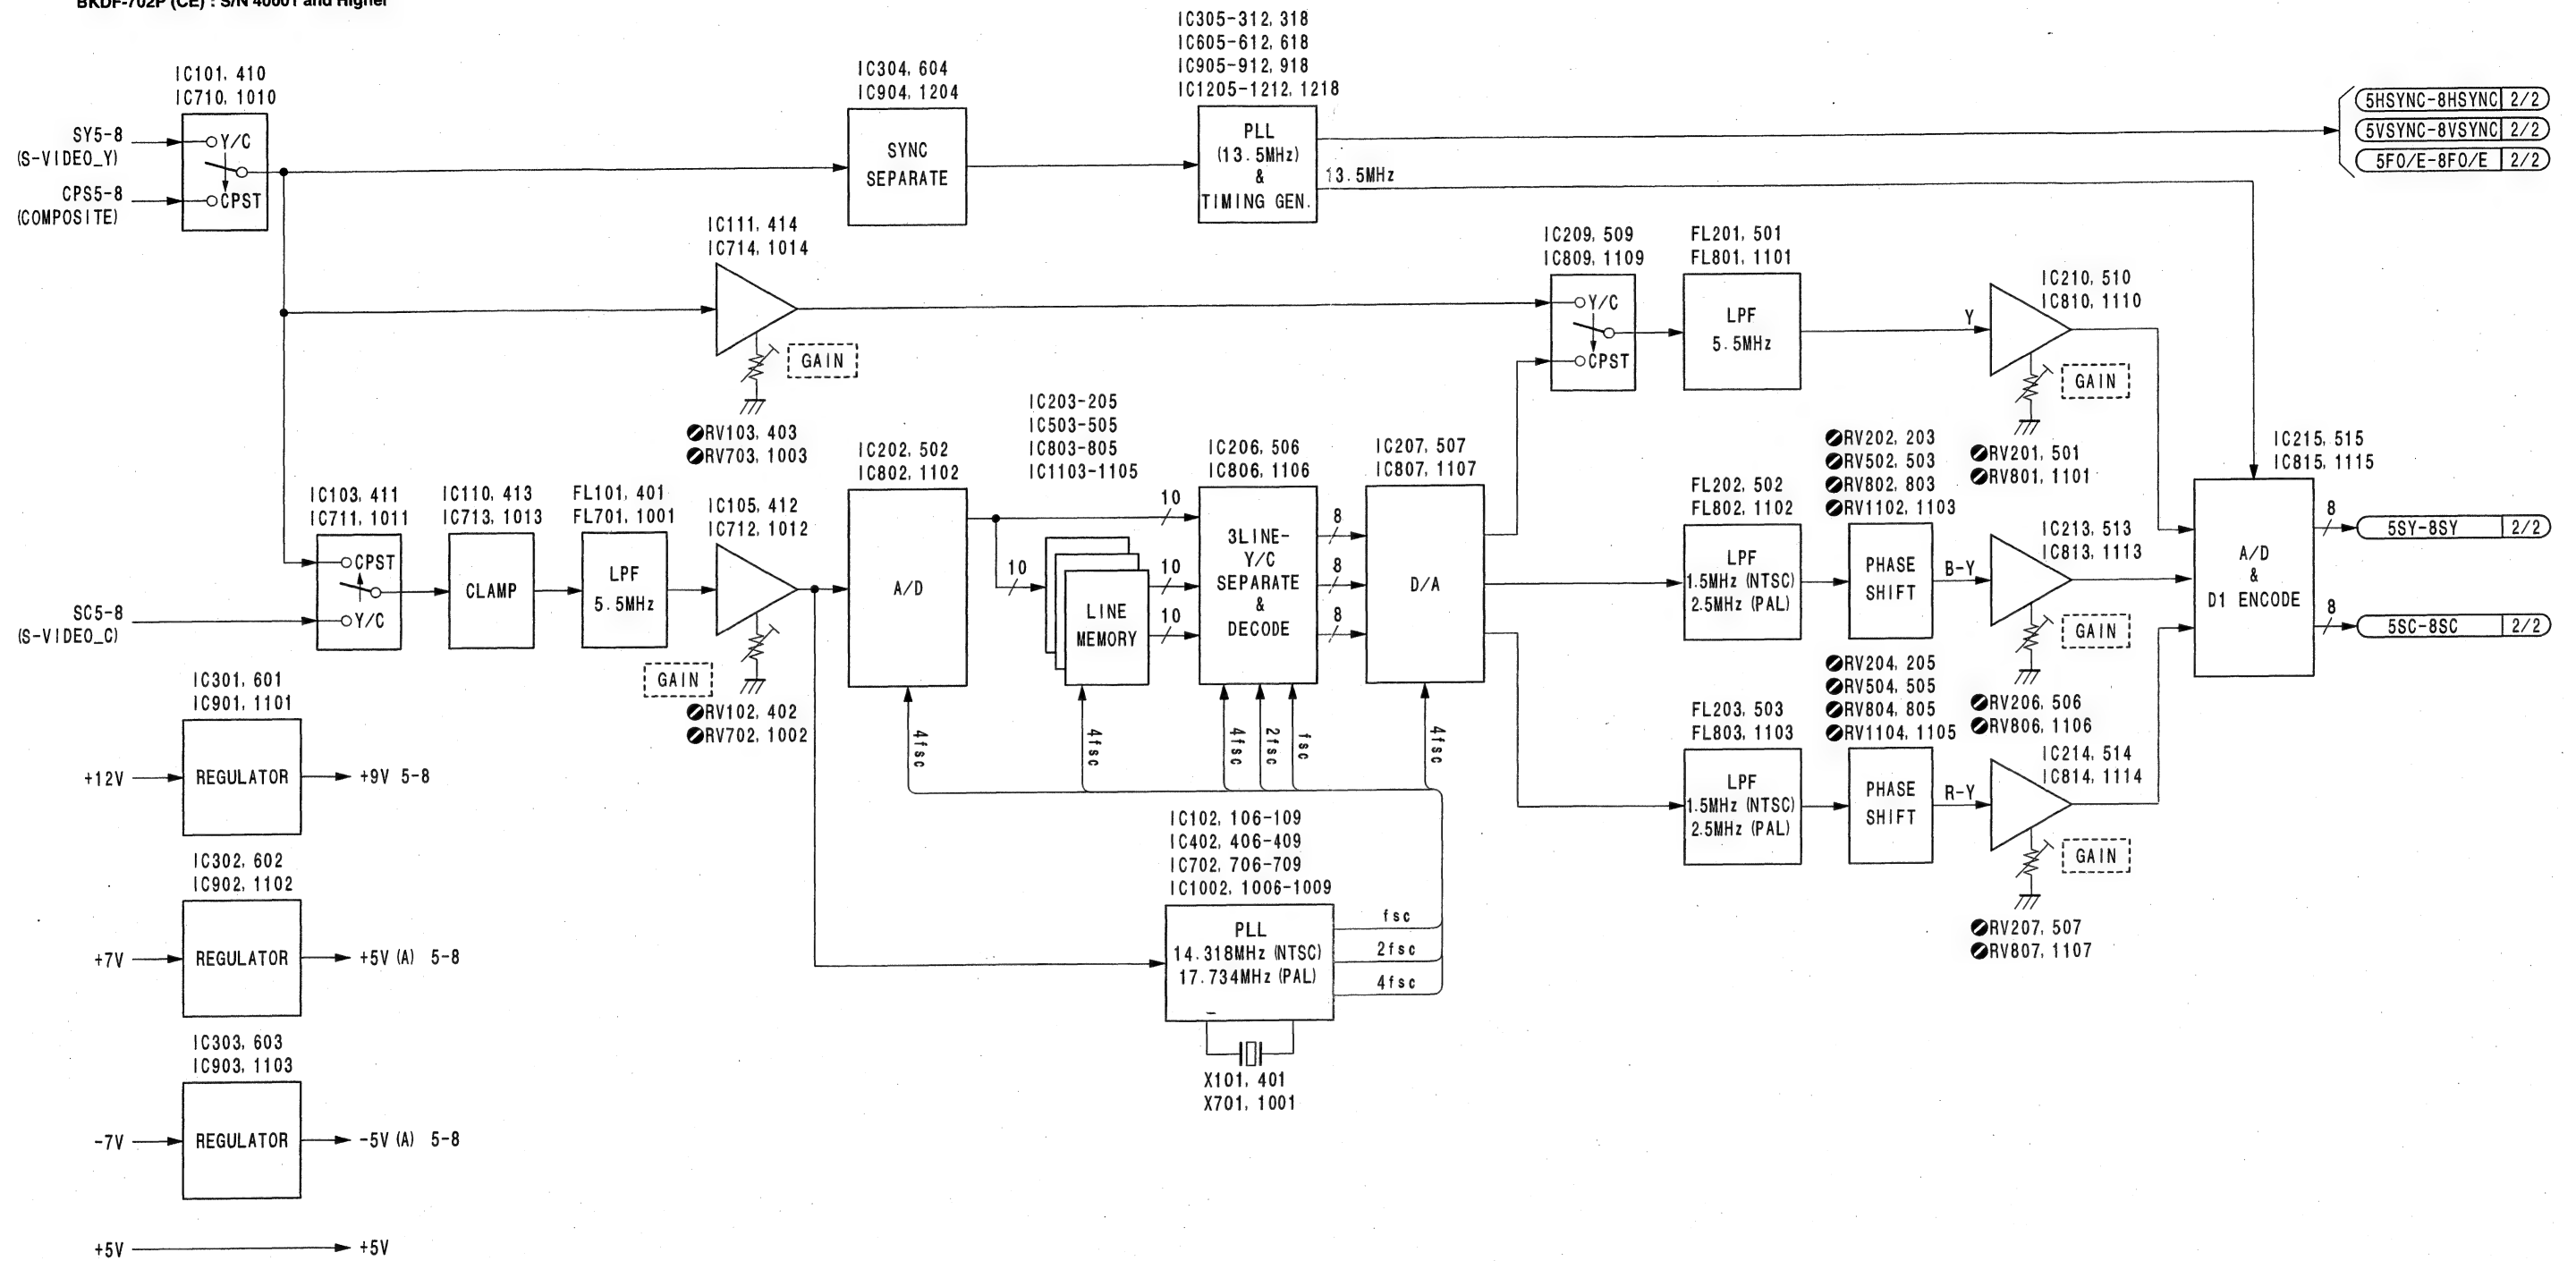 BKDF-702P (CE) : S/N 40001 and Higher
IC101, 410
IC710, 1010
SY5-8
(S-VIDEO_Y)
CPS5-8
(COMPOSITE)
Y/C
CPST
IC304, 604
IC904, 1204
SYNC
SEPARATE
IC305-312, 318
IC605-612, 618
IC905-912, 918
IC1205-1212, 1218
PLL
(13.5MHz)
&
TIMING GEN.
13.5MHz
5HSYNC-8HSYNC 2/2
5VSYNC-8VSYNC 2/2
5FO/E-8FO/E 2/2
IC111, 414
IC714, 1014
GAIN
RV103, 403
RV703, 1003
IC209, 509
IC809, 1109
Y/C
CPST
FL201, 501
FL801, 1101
LPF
5.5MHz
Y
IC210, 510
IC810, 1110
GAIN
RV201, 501
RV801, 1101
IC103, 411
IC711, 1011
CPST
Y/C
SC5-8
(S-VIDEO_C)
IC110, 413
IC713, 1013
CLAMP
FL101, 401
FL701, 1001
LPF
5.5MHz
IC105, 412
IC712, 1012
GAIN
RV102, 402
RV702, 1002
IC202, 502
IC802, 1102
A/D
10
IC203-205
IC503-505
IC803-805
IC1103-1105
LINE
MEMORY
10
10
10
IC206, 506
IC806, 1106
3LINE-
Y/C
SEPARATE
&
DECODE
8
8
8
IC207, 507
IC807, 1107
D/A
4fsc
4fsc
4fsc
2fsc
fsc
4fsc
FL202, 502
FL802, 1102
LPF
1.5MHz (NTSC)
2.5MHz (PAL)
RV202, 203
RV502, 503
RV802, 803
RV1102, 1103
PHASE
SHIFT
B-Y
IC213, 513
IC813, 1113
GAIN
RV206, 506
RV806, 1106
FL203, 503
FL803, 1103
LPF
1.5MHz (NTSC)
2.5MHz (PAL)
RV204, 205
RV504, 505
RV804, 805
RV1104, 1105
PHASE
SHIFT
R-Y
IC214, 514
IC814, 1114
GAIN
RV207, 507
RV807, 1107
IC215, 515
IC815, 1115
A/D
&
D1 ENCODE
8
5SY-8SY 2/2
8
5SC-8SC 2/2
IC102, 106-109
IC402, 406-409
IC702, 706-709
IC1002, 1006-1009
PLL
14.318MHz (NTSC)
17.734MHz (PAL)
fsc
2fsc
4fsc
X101, 401
X701, 1001
IC301, 601
IC901, 1101
+12V
REGULATOR
+9V 5-8
IC302, 602
IC902, 1102
+7V
REGULATOR
+5V (A) 5-8
IC303, 603
IC903, 1103
-7V
REGULATOR
-5V (A) 5-8
+5V
+5V